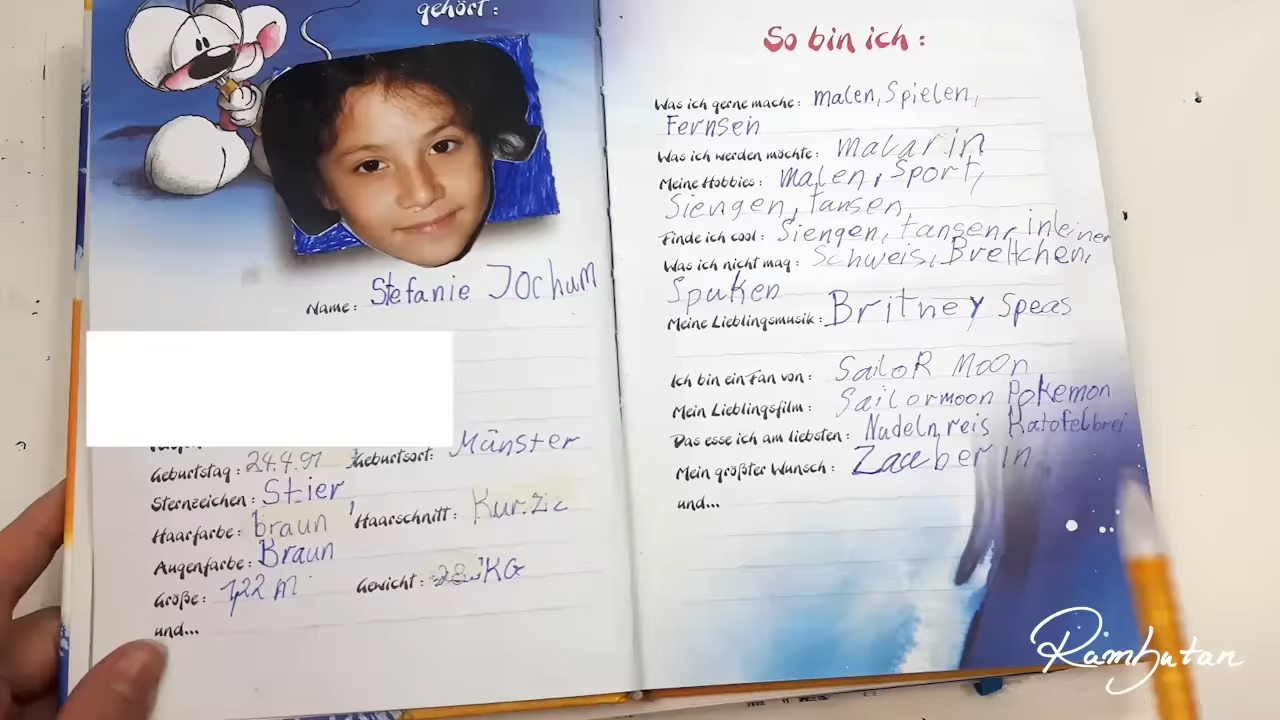 gehört:
Name: Stefanie Jochum
Geburtstag: 24.4.97 Geburtsort: Münster
Sternzeichen: Stier
Haarfarbe: braun Haarschnitt:
Augenfarbe: Braun
Größe: 1,22 m Gewicht: 28 KG
und...
So bin ich:
Was ich gerne mache: malen, Spielen,
Fernsein
Was ich werden möchte: malarin
Meine Hobbies: malen, Sport,
Siengen, tansen
Finde ich cool: Siengen, tangen, inleiner
Was ich nicht mag: Schweis, Brettchen,
Spuken
Meine Lieblingsmusik: Britney Speas
Ich bin ein Fan von: SailoR Moon
Mein Lieblingsfilm: Sailormoon Pokemon
Das esse ich am liebsten: Nudeln, reis Katofelbrei
Mein größter Wunsch: Zauberin
und...
Rambutan